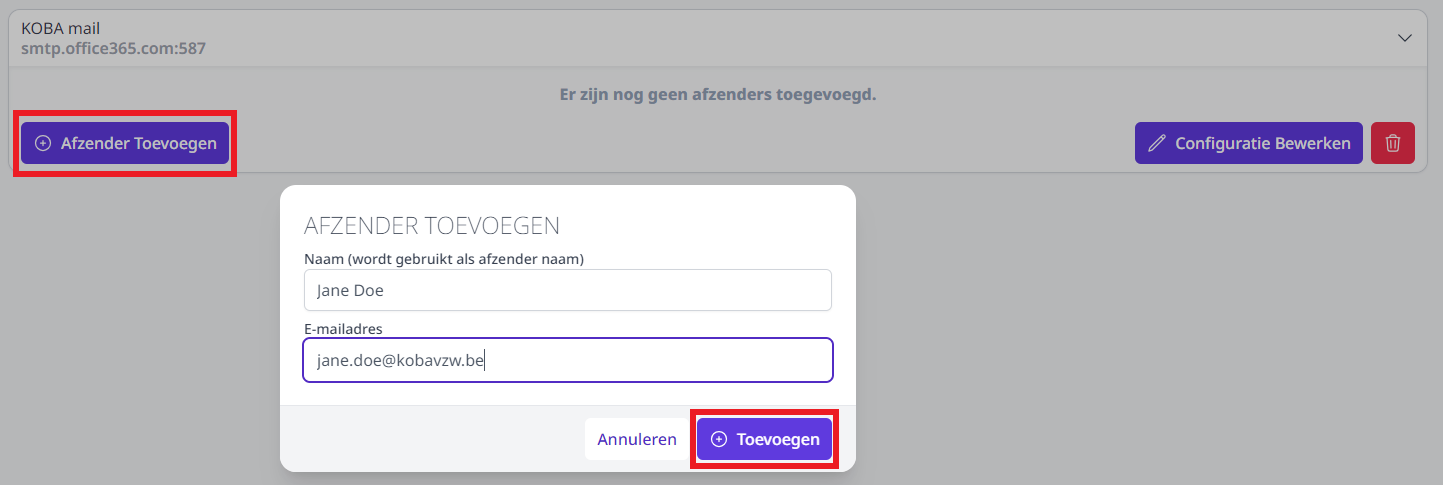 KOBA mail
smtp.office365.com:587
Er zijn nog geen afzenders toegevoegd.
Afzender Toevoegen
Configuratie Bewerken
AFZENDER TOEVOEGEN
Naam (wordt gebruikt als afzender naam)
Jane Doe
E-mailadres
jane.doe@kobavzw.be
Annuleren
Toevoegen